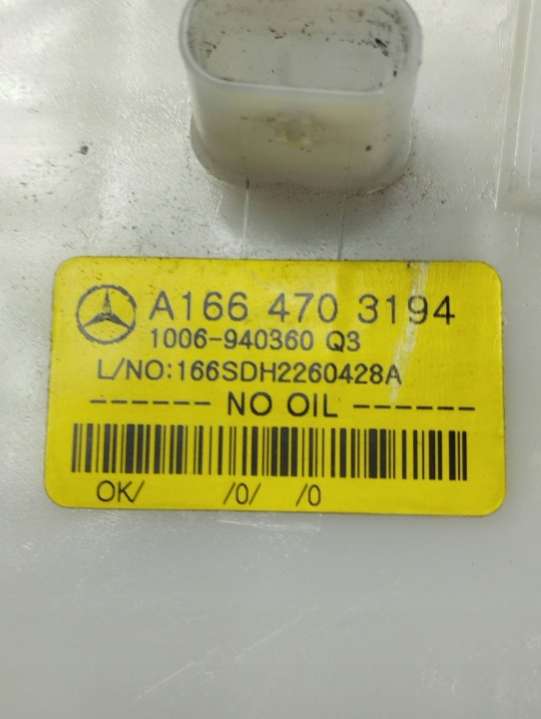 A166 470 3194
1006-940360 Q3
L/NO:166SDH2260428A
------ NO OIL ------
OK/ /0/ /0